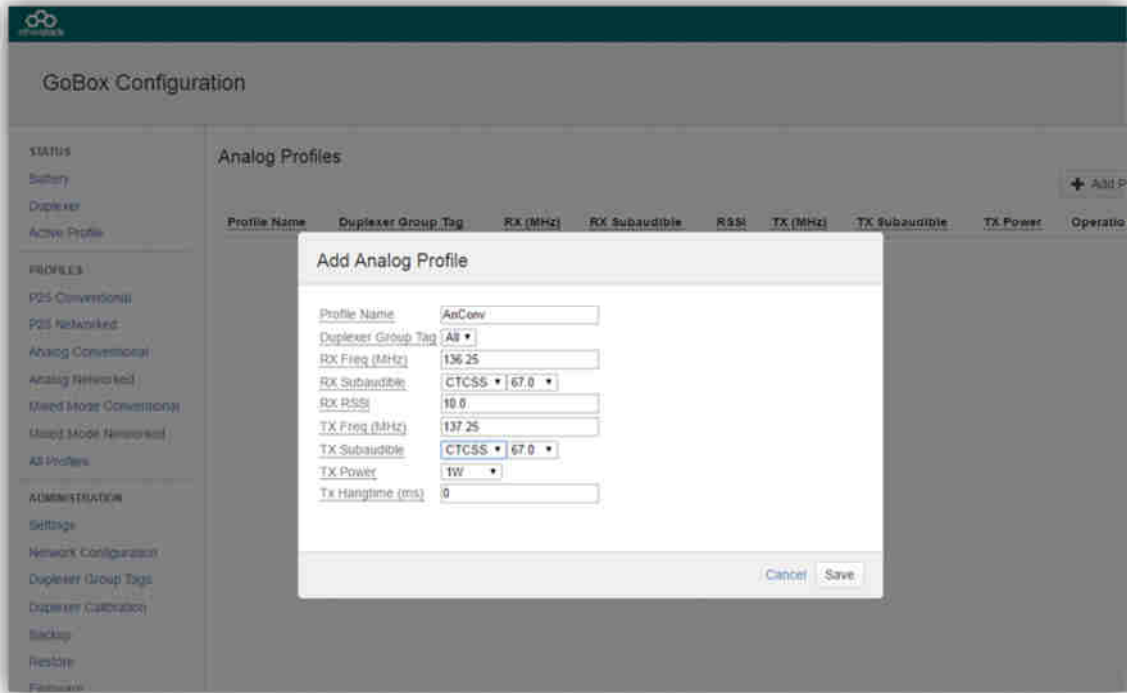 GoBox Configuration
STATUS
Battery
Duplexer
Active Profile
PROFILES
P25 Conventional
P25 Networked
Analog Conventional
Analog Networked
Mixed Mode Conventional
Mixed Mode Networked
All Profiles
ADMINISTRATION
Settings
Network Configuration
Duplexer Group Tags
Duplexer Calibration
Backup
Restore
Firmware
Analog Profiles
+ Add P
Profile Name Duplexer Group Tag RX (MHz) RX Subaudible RSSI TX (MHz) TX Subaudible TX Power Operatio
Add Analog Profile
Profile Name AnConv
Duplexer Group Tag All
RX Freq (MHz) 136.25
RX Subaudible CTCSS 67.0
RX RSSI 10.0
TX Freq (MHz) 137.25
TX Subaudible CTCSS 67.0
TX Power 1W
Tx Hangtime (ms) 0
Cancel Save